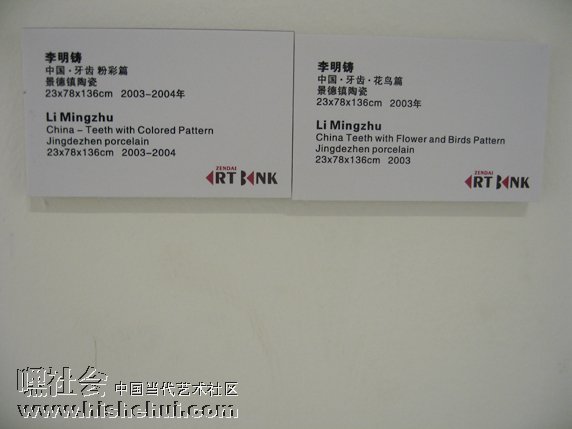 李明铸
中国·牙齿 粉彩篇
景德镇陶瓷
23x78x136cm 2003-2004年
Li Mingzhu
China – Teeth with Colored Pattern
Jingdezhen porcelain
23x78x136cm 2003-2004
ZENDAI
ART BANK
李明铸
中国·牙齿·花鸟篇
景德镇陶瓷
23x78x136cm 2003年
Li Mingzhu
China Teeth with Flower and Birds Pattern
Jingdezhen porcelain
23x78x136cm 2003
ZENDAI
ART BANK
嘿社会 中国当代艺术社区
www.hishehui.com